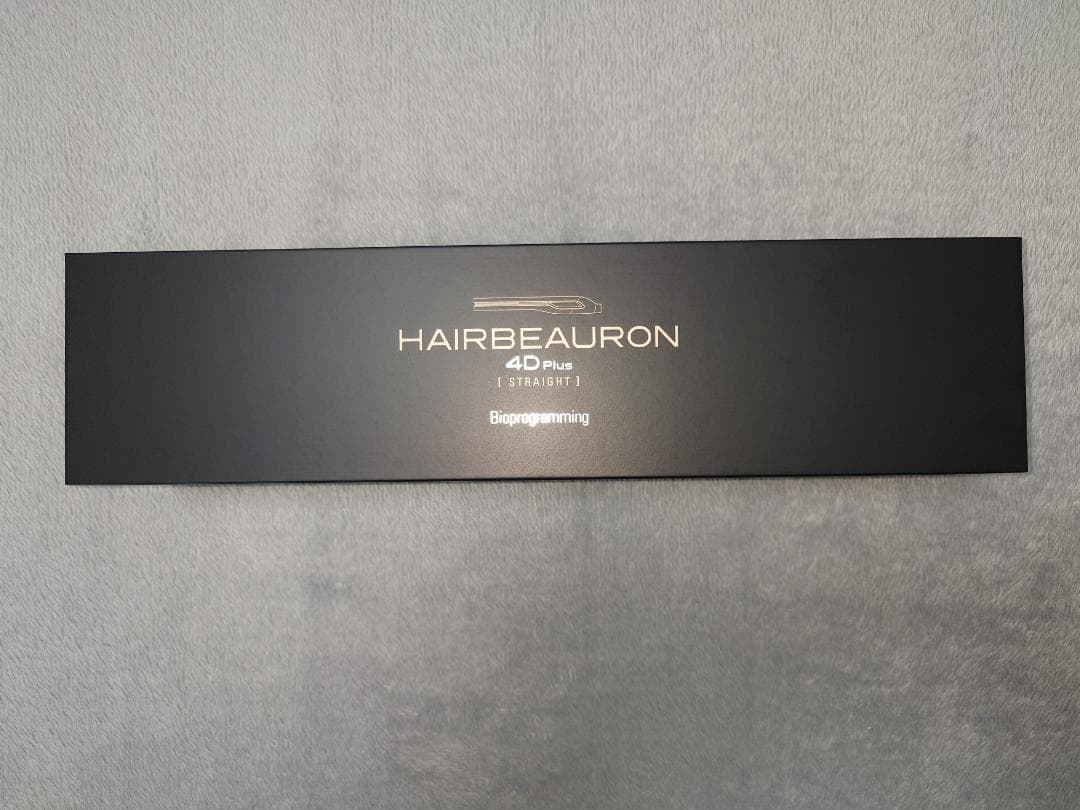 HAIRBEAURON
4D Plus
[ STRAIGHT ]
Bioprogramming